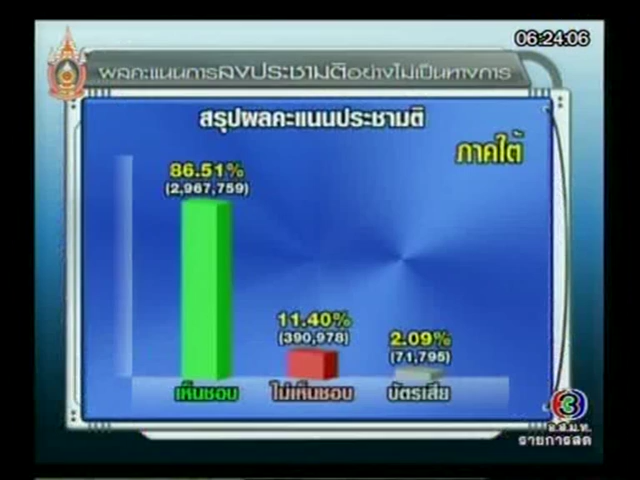 06:24:06
ผลคะแนนการลงประชามติอย่างไม่เป็นทางการ
สรุปผลคะแนนประชามติ
ภาคใต้
86.51%
(2,967,759)
11.40%
(390,978)
2.09%
(71,795)
เห็นชอบ ไม่เห็นชอบ บัตรเสีย
3
อ.ส.ม.ท.
รายการสด